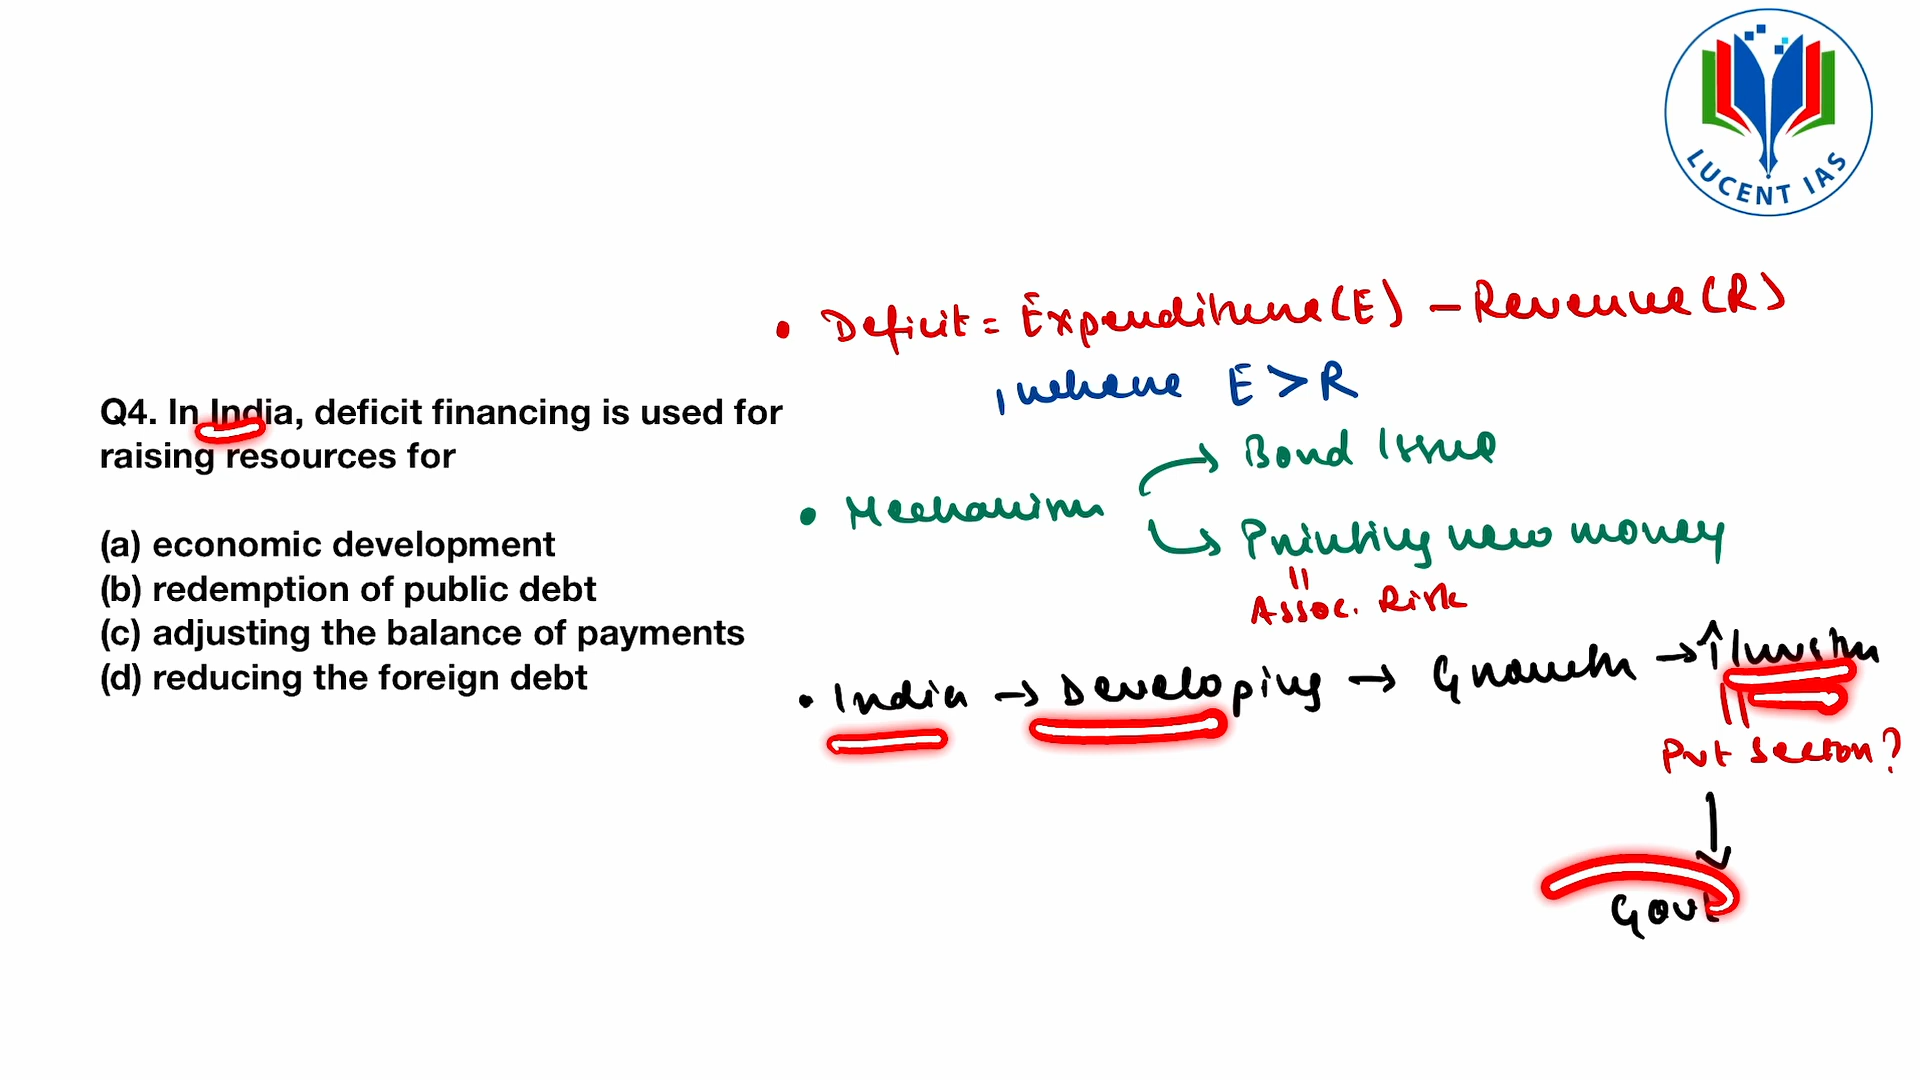 LUCENT IAS
Q4. In India, deficit financing is used for
raising resources for
(a) economic development
(b) redemption of public debt
(c) adjusting the balance of payments
(d) reducing the foreign debt
• Deficit = Expenditure (E) – Revenue (R)
, where E > R
• Mechanism
Bond Issue
Printing new money
Assoc. Risk
• India → Developing → Growth → ↑
Pvt Sector?
Govt